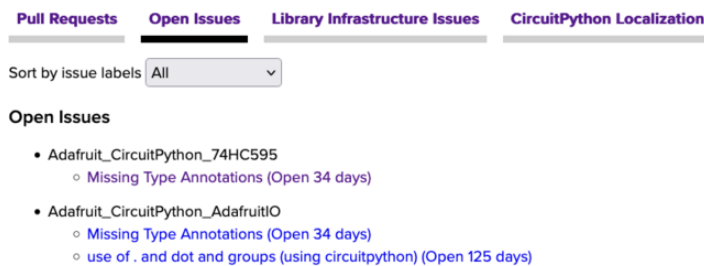 Pull Requests Open Issues Library Infrastructure Issues CircuitPython Localization
Sort by issue labels All
Open Issues
Adafruit_CircuitPython_74HC595
Missing Type Annotations (Open 34 days)
Adafruit_CircuitPython_AdafruitIO
Missing Type Annotations (Open 34 days)
use of . and dot and groups (using circuitpython) (Open 125 days)